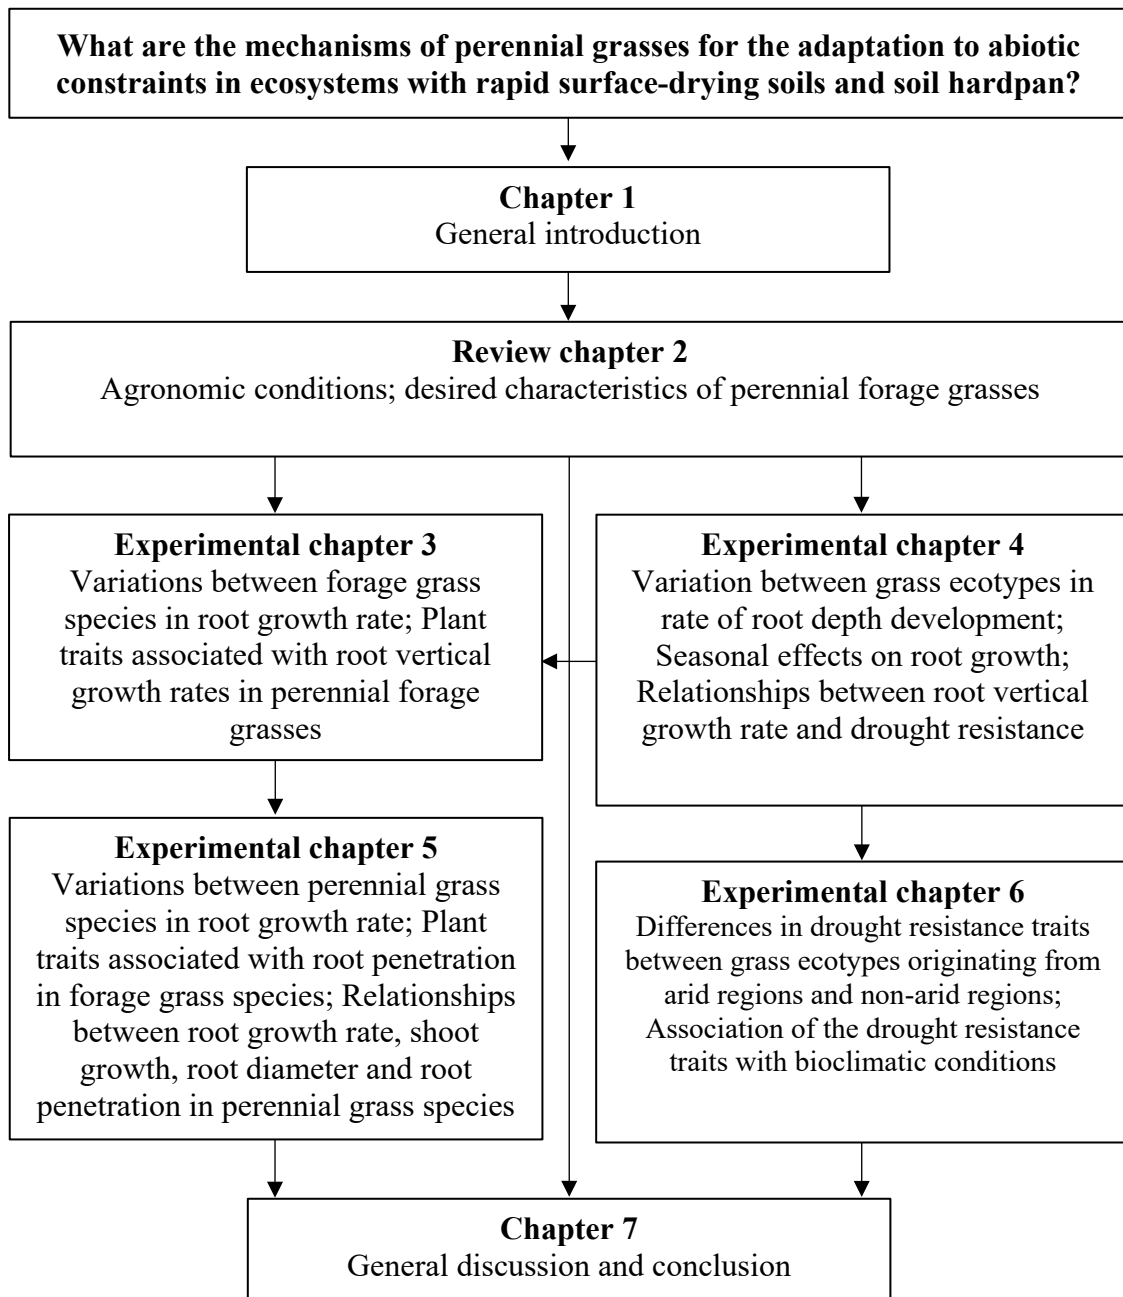 What are the mechanisms of perennial grasses for the adaptation to abiotic
constraints in ecosystems with rapid surface-drying soils and soil hardpan?
Chapter 1
General introduction
Review chapter 2
Agronomic conditions; desired characteristics of perennial forage grasses
Experimental chapter 3
Variations between forage grass
species in root growth rate; Plant
traits associated with root vertical
growth rates in perennial forage
grasses
Experimental chapter 4
Variation between grass ecotypes in
rate of root depth development;
Seasonal effects on root growth;
Relationships between root vertical
growth rate and drought resistance
Experimental chapter 5
Variations between perennial grass
species in root growth rate; Plant
traits associated with root penetration
in forage grass species; Relationships
between root growth rate, shoot
growth, root diameter and root
penetration in perennial grass species
Experimental chapter 6
Differences in drought resistance traits
between grass ecotypes originating from
arid regions and non-arid regions;
Association of the drought resistance
traits with bioclimatic conditions
Chapter 7
General discussion and conclusion